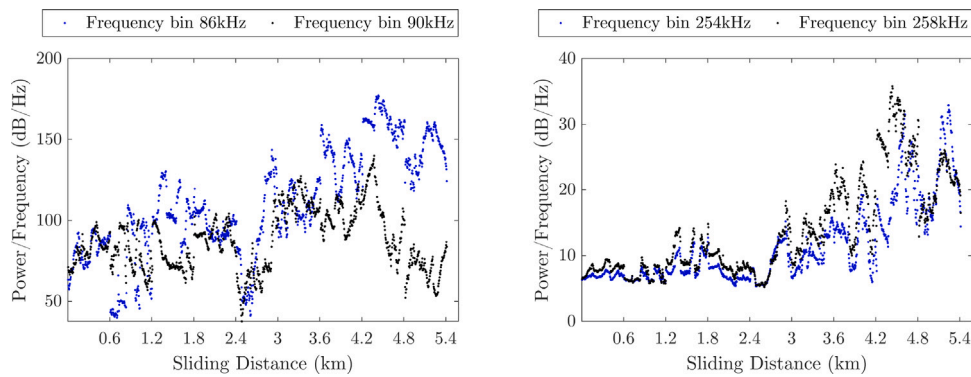 Frequency bin 86kHz Frequency bin 90kHz
200
150
100
50
Power/Frequency (dB/Hz)
0.6 1.2 1.8 2.4 3 3.6 4.2 4.8 5.4
Sliding Distance (km)
Frequency bin 254kHz Frequency bin 258kHz
40
30
20
10
0
Power/Frequency (dB/Hz)
0.6 1.2 1.8 2.4 3 3.6 4.2 4.8 5.4
Sliding Distance (km)